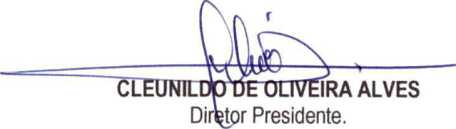 CLEUNILDO DE OLIVEIRA ALVES
Diretor Presidente.